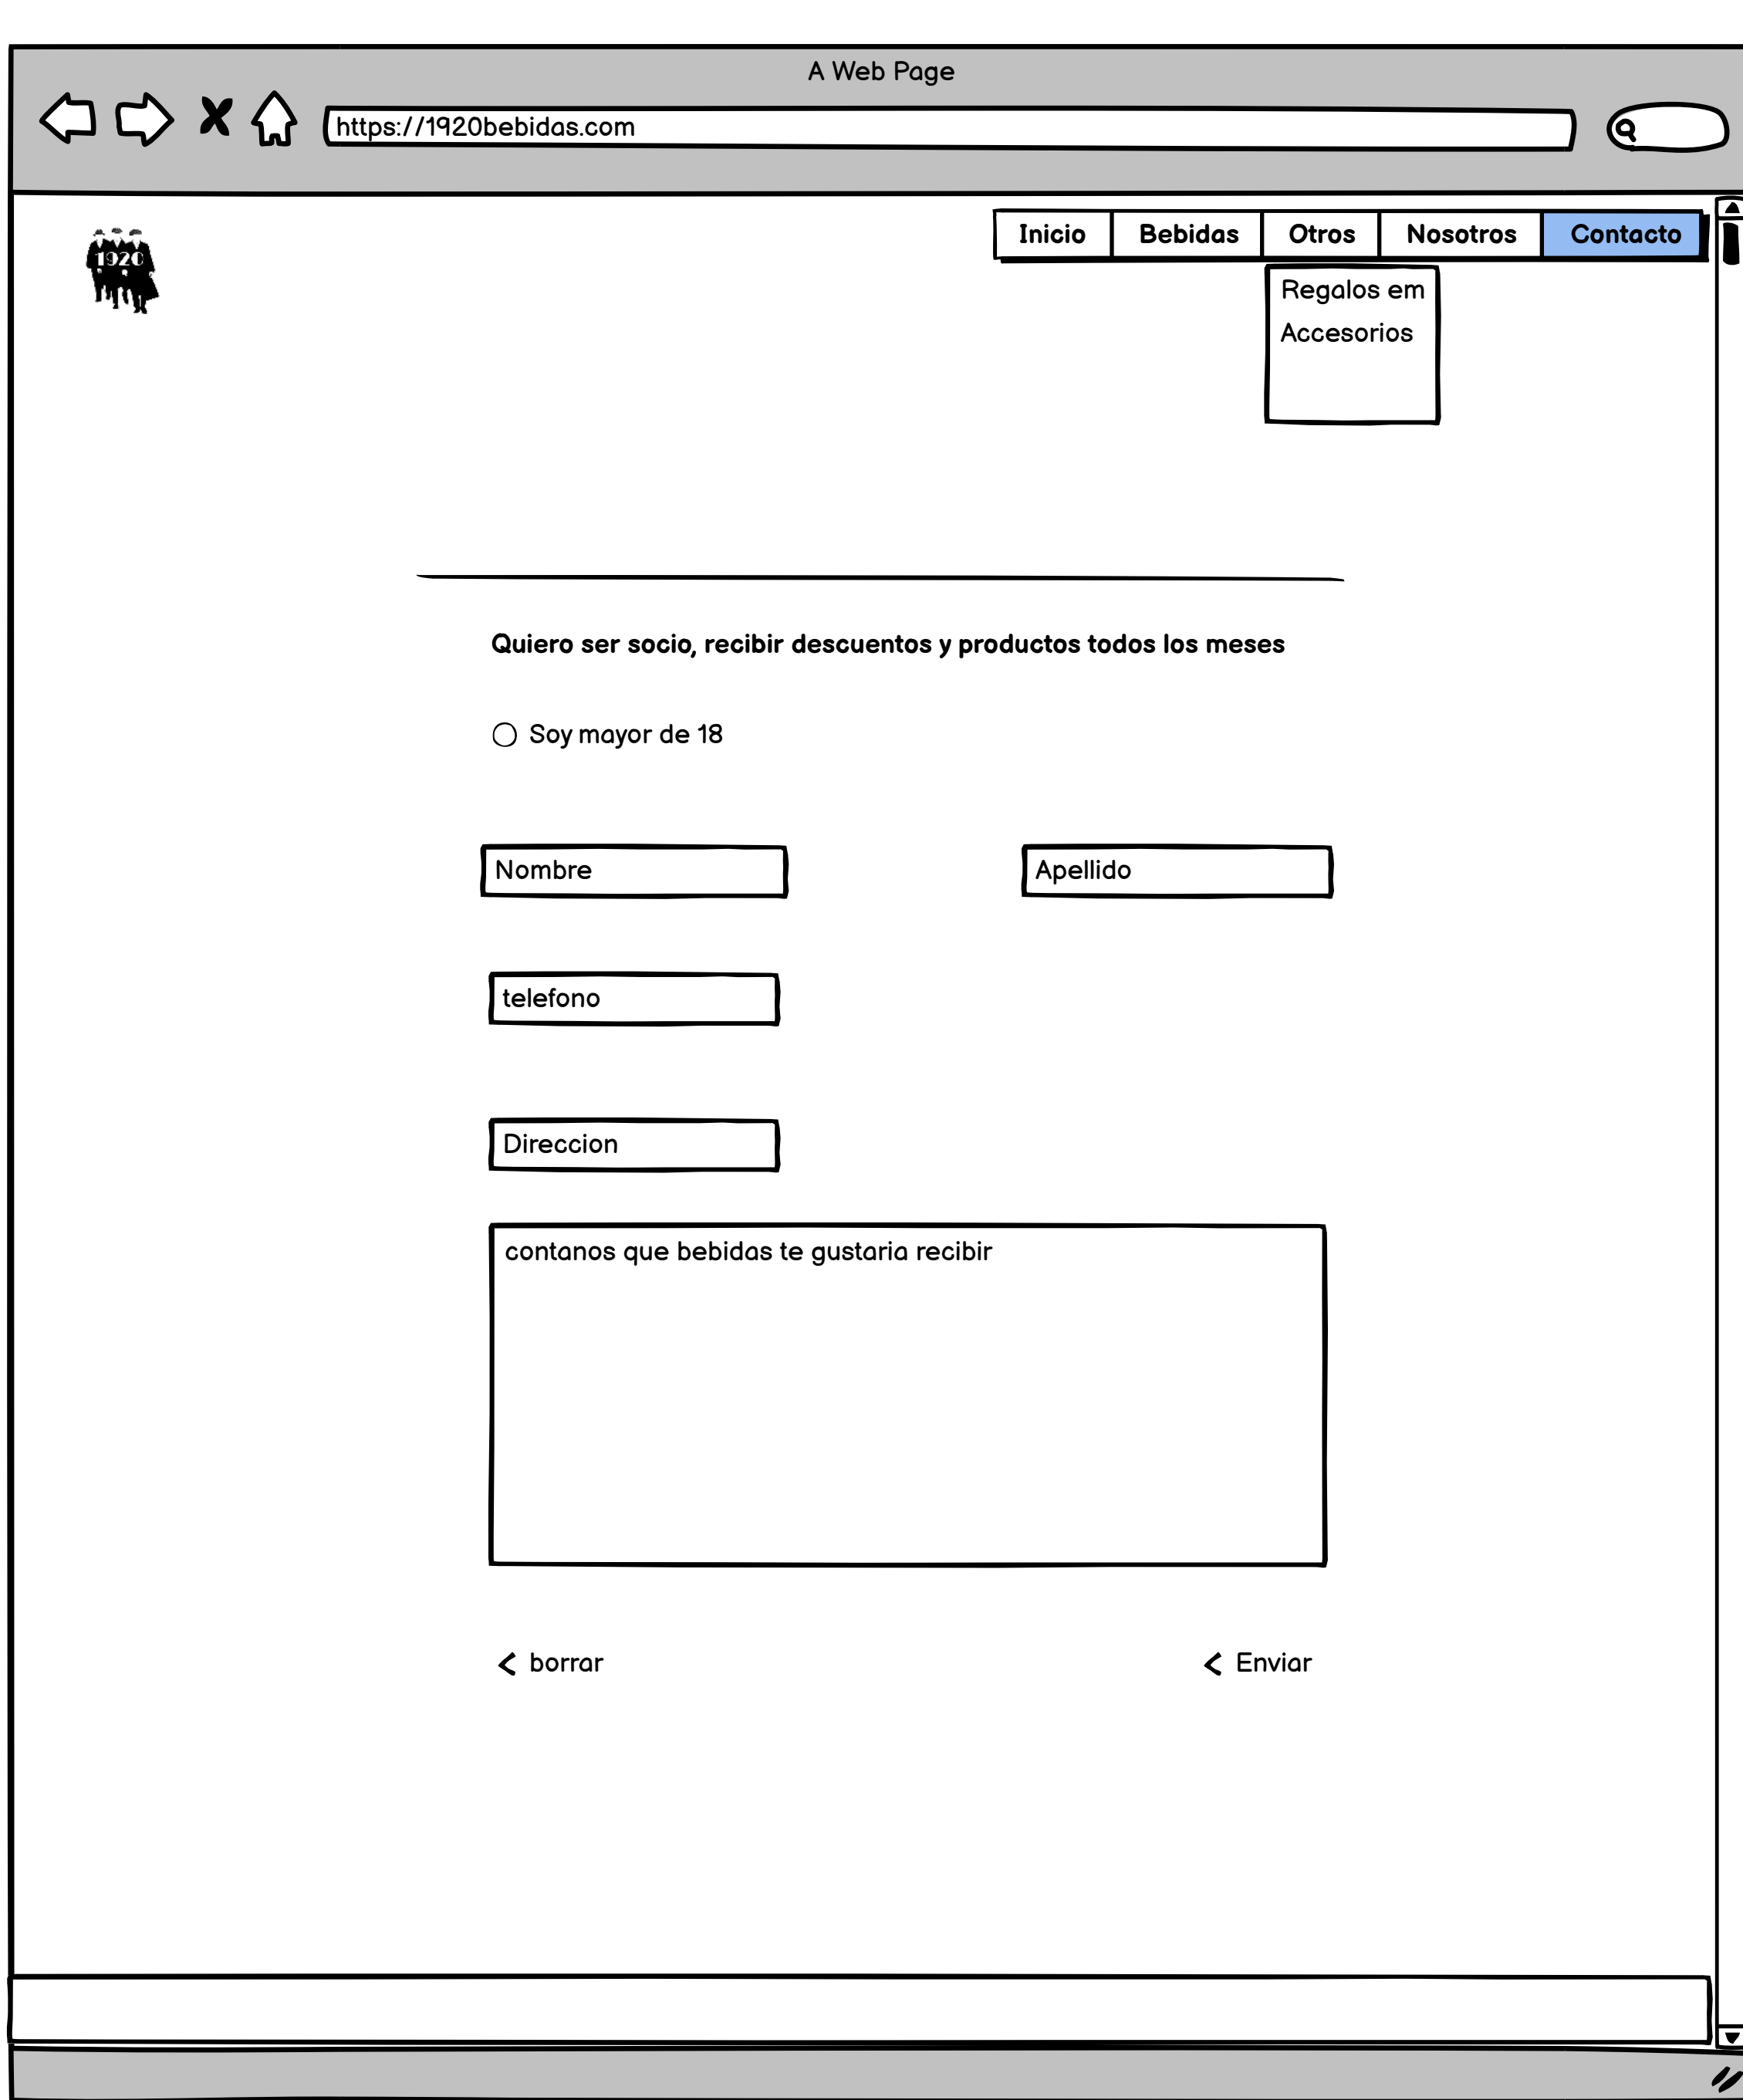 A Web Page
https://1920bebidas.com
1920
Inicio Bebidas Otros Nosotros Contacto
Regalos em
Accesorios
Quiero ser socio, recibir descuentos y productos todos los meses
Soy mayor de 18
Nombre Apellido
telefono
Direccion
contanos que bebidas te gustaria recibir
borrar Enviar